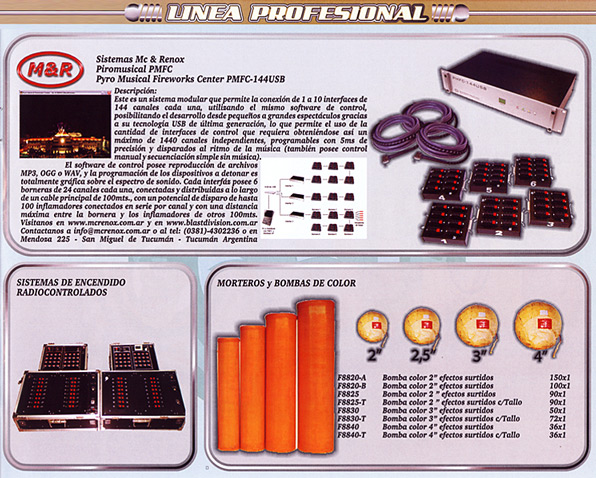 LINEA PROFESIONAL
M&R
Sistemas Mc & Renox
Piromusical PMFC
Pyro Musical Fireworks Center PMFC-144USB
Descripción:
Este es un sistema modular que permite la conexión de 1 a 10 interfaces de
144 canales cada una, utilisando el mismo software de control,
posibilitando el desarrollo desde pequeños a grandes espectáculos gracias
a su tecnología USB de última generación, lo que permite el uso de la
cantidad de interfaces de control que requiera obteniéndose así un
máximo de 1440 canales independientes, programables con 5ms de
precisión y disparados al ritmo de la música (también posee control
manual y secuenciación simple sin música).
El software de control posee reproducción de archivos
MP3, OGG o WAV, y la programación de los dispositivos a detonar es
totalmente gráfica sobre el espectro de sonido. Cada interfás posee 6
borneras de 24 canales cada una, conectadas y distribuidas a lo largo
de un cable principal de 100mts., con un potencial de disparo de hasta
100 inflamadores conectados en serie por canal y con una distancia
máxima entre la bornera y los inflamadores de otros 100mts.
Visitanos en www.mcrenox.com.ar y en www.blastdivision.com.ar
Contactanos a info@mcrenox.com.ar o al tel: (0381)-4302236 o en
Mendosa 225 - San Miguel de Tucumán - Tucumán Argentina
PMFC-144USB
4
5
6
1
2
3
SISTEMAS DE ENCENDIDO
RADIOCONTROLADOS
MORTEROS y BOMBAS DE COLOR
2" 2,5" 3" 4"
F8820-A Bomba color 2" efectos surtidos 150x1
F8820-B Bomba color 2" efectos surtidos 100x1
F8825 Bomba color 2 " efectos surtidos 90x1
F8825-T Bomba color 2 " efectos surtidos c/Tallo 90x1
F8830 Bomba color 3" efectos surtidos 50x1
F8830-T Bomba color 3" efectos surtidos c/Tallo 72x1
F8840 Bomba color 4" efectos surtidos 36x1
F8840-T Bomba color 4" efectos surtidos c/Tallo 36x1